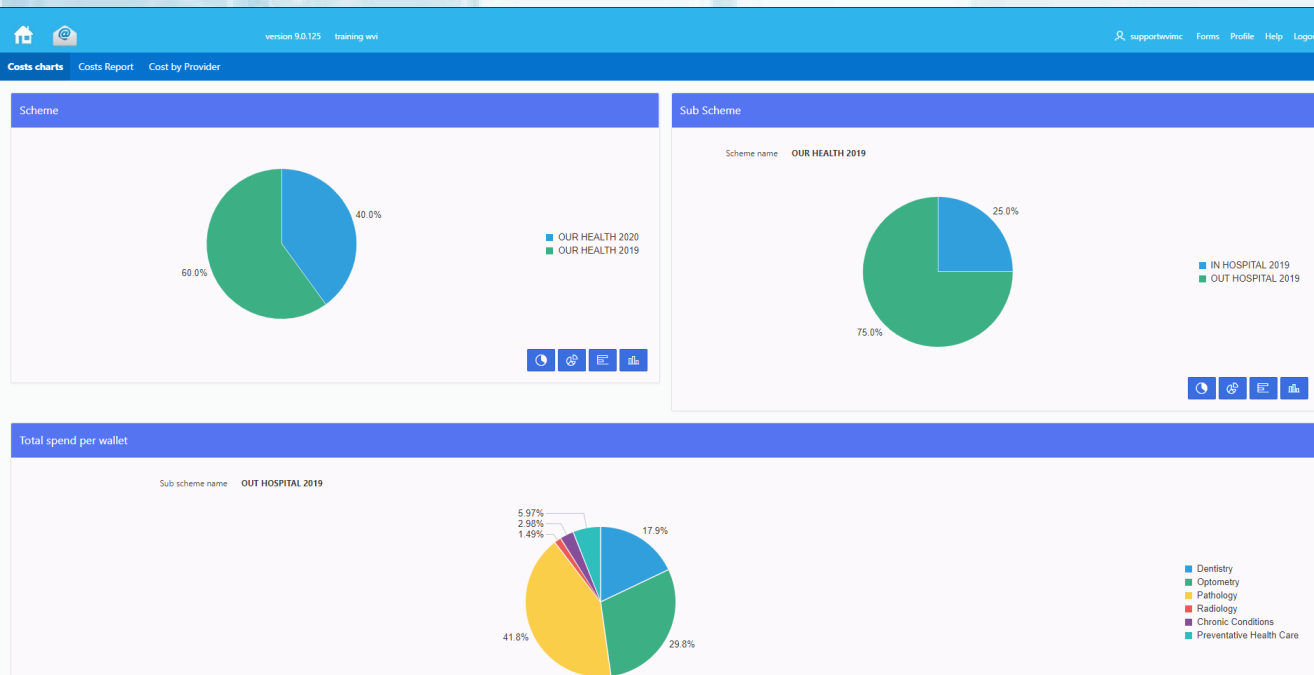 version 9.0.125 training wvi
supportwvimc Forms Profile Help Logou
Costs charts Costs Report Cost by Provider
Scheme
40.0%
60.0%
OUR HEALTH 2020
OUR HEALTH 2019
Sub Scheme
Scheme name OUR HEALTH 2019
25.0%
75.0%
IN HOSPITAL 2019
OUT HOSPITAL 2019
Total spend per wallet
Sub scheme name OUT HOSPITAL 2019
5.97%
2.98%
1.49%
17.9%
41.8%
29.8%
Dentistry
Optometry
Pathology
Radiology
Chronic Conditions
Preventative Health Care